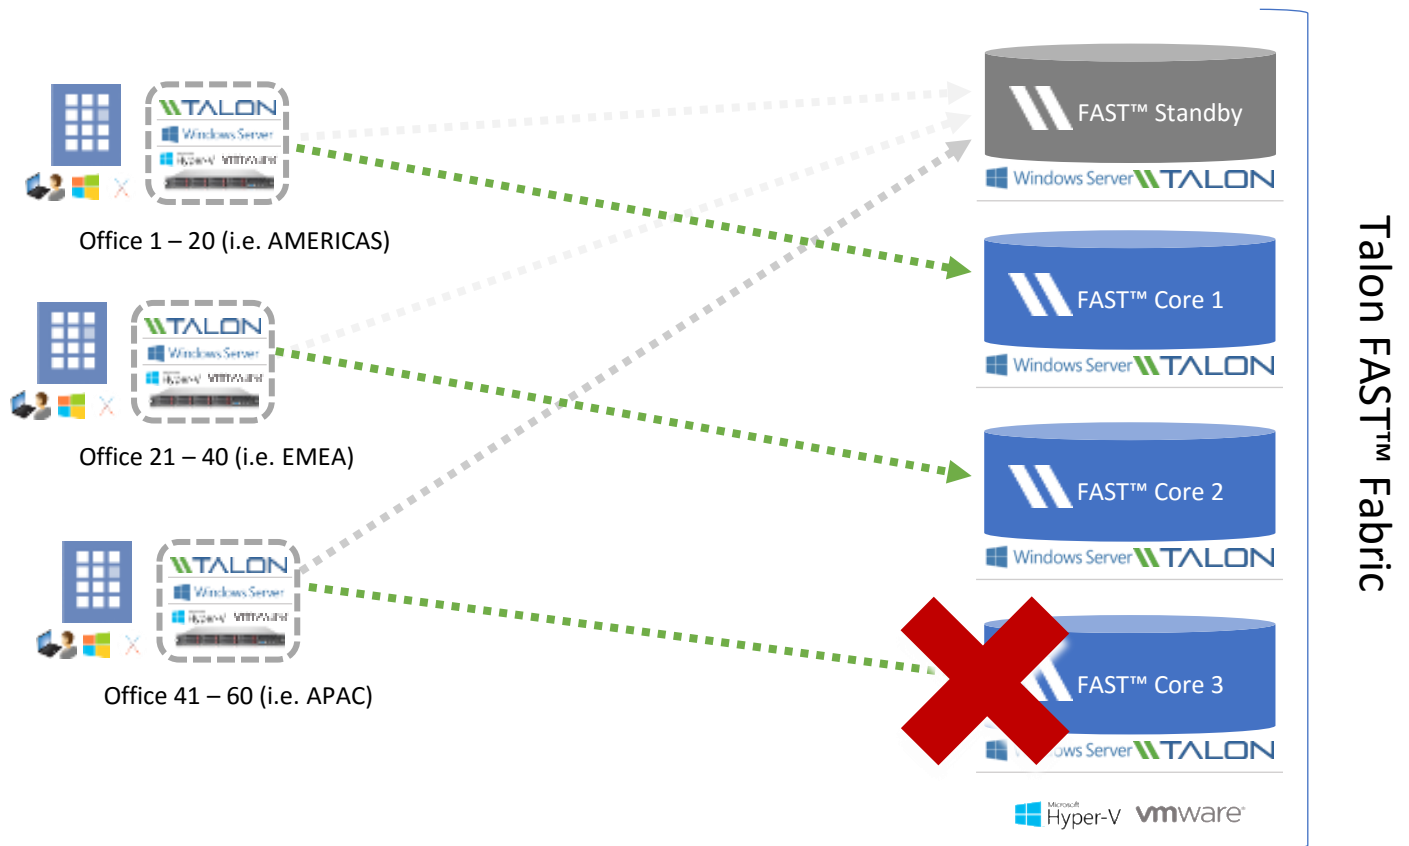 TALON
Windows Server
Hyper-V vmware
Office 1 – 20 (i.e. AMERICAS)
TALON
Windows Server
Hyper-V vmware
Office 21 – 40 (i.e. EMEA)
TALON
Windows Server
Hyper-V vmware
Office 41 – 60 (i.e. APAC)
FAST™ Standby
Windows Server TALON
FAST™ Core 1
Windows Server TALON
FAST™ Core 2
Windows Server TALON
FAST™ Core 3
ows Server TALON
Microsoft
Hyper-V vmware
Talon FAST™ Fabric